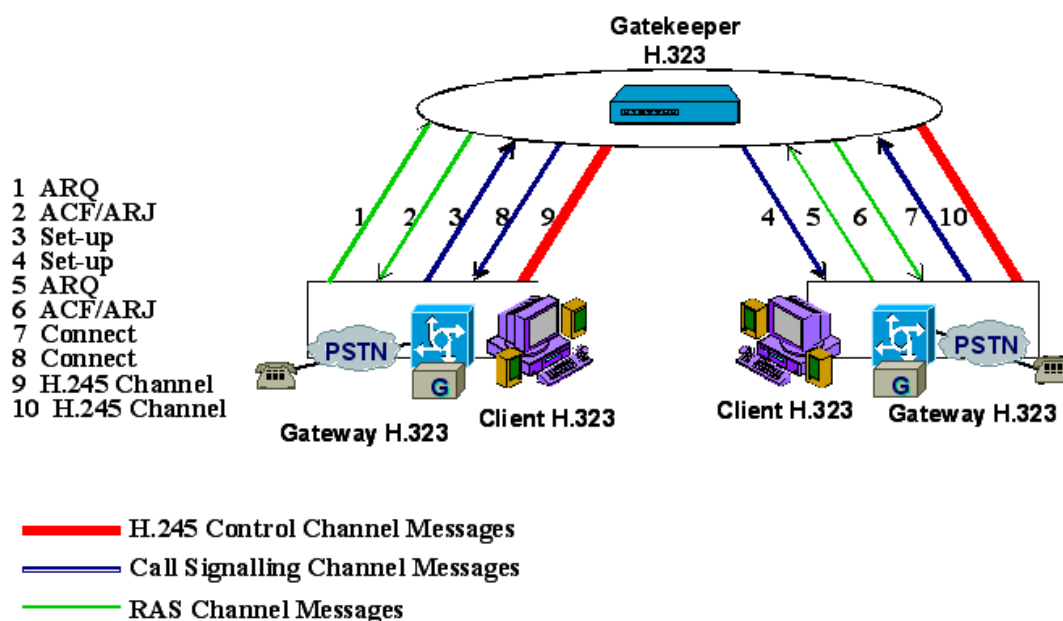 Gatekeeper
H.323
1 ARQ
2 ACF/ARJ
3 Set-up
4 Set-up
5 ARQ
6 ACF/ARJ
7 Connect
8 Connect
9 H.245 Channel
10 H.245 Channel
1 2 3 8 9 4 5 6 7 10
PSTN
G
Gateway H.323
Client H.323
Client H.323
PSTN
G
Gateway H.323
H.245 Control Channel Messages
Call Signalling Channel Messages
RAS Channel Messages